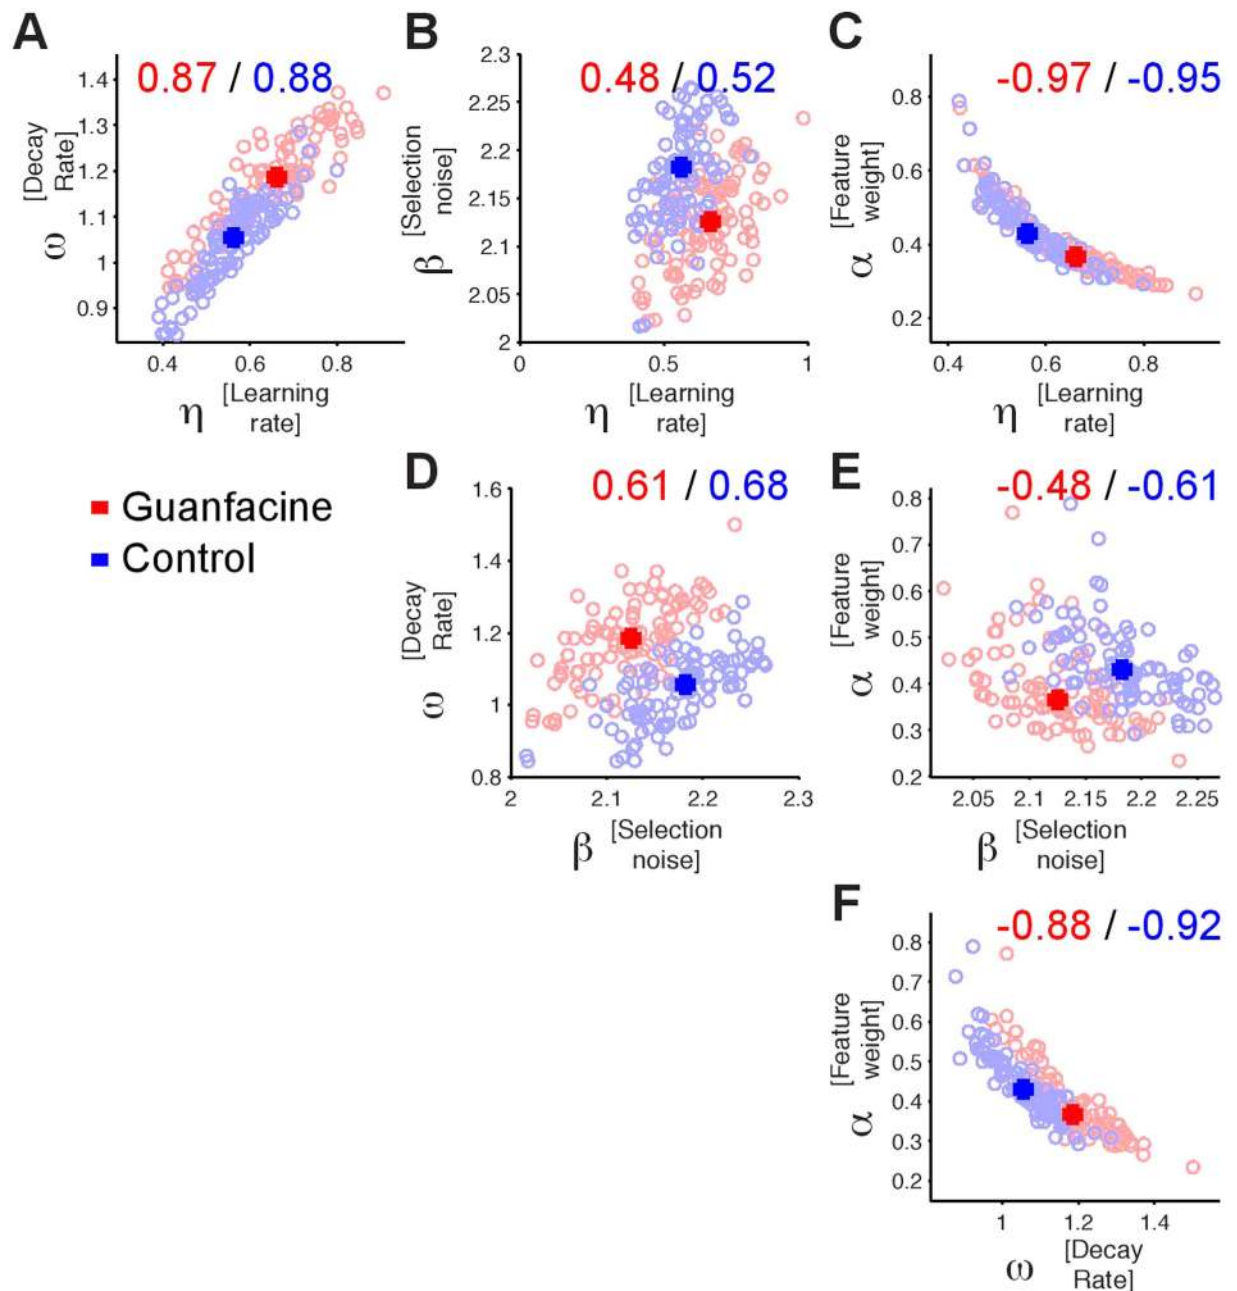 A
B
C
0.87 / 0.88
0.48 / 0.52
-0.97 / -0.95
ω
[Decay
Rate]
1.4
1.3
1.2
1.1
1
0.9
0.4
0.6
0.8
η
[Learning
rate]
β
[Selection
noise]
2.3
2.25
2.2
2.15
2.1
2.05
2
0
0.5
1
η
[Learning
rate]
α
[Feature
weight]
0.8
0.6
0.4
0.2
0.4
0.6
0.8
η
[Learning
rate]
Guanfacine
Control
D
E
0.61 / 0.68
-0.48 / -0.61
ω
[Decay
Rate]
1.6
1.4
1.2
1
0.8
2
2.1
2.2
2.3
β
[Selection
noise]
α
[Feature
weight]
0.8
0.7
0.6
0.5
0.4
0.3
0.2
2.05
2.1
2.15
2.2
2.25
β
[Selection
noise]
F
-0.88 / -0.92
α
[Feature
weight]
0.8
0.7
0.6
0.5
0.4
0.3
0.2
1
1.2
1.4
ω
[Decay
Rate]